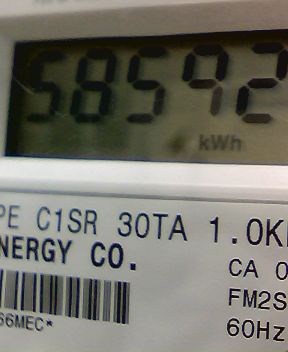 58592
kWh
PE C1SR 30TA 1.0K
NERGY CO.
CA 0
FM2S
66MEC*
60Hz